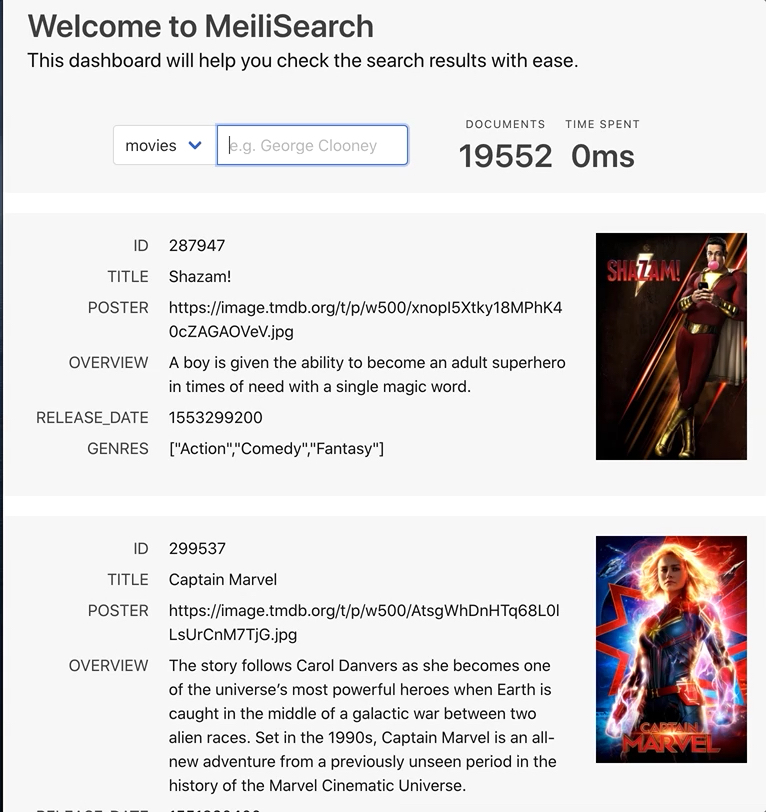 Welcome to MeiliSearch
This dashboard will help you check the search results with ease.
movies
e.g. George Clooney
DOCUMENTS TIME SPENT
19552 0ms
ID 287947
TITLE Shazam!
POSTER https://image.tmdb.org/t/p/w500/xnopI5Xtky18MPhK4
0cZAGAOVeV.jpg
OVERVIEW A boy is given the ability to become an adult superhero
in times of need with a single magic word.
RELEASE_DATE 1553299200
GENRES ["Action","Comedy","Fantasy"]
SHAZAM!
ID 299537
TITLE Captain Marvel
POSTER https://image.tmdb.org/t/p/w500/AtsgWhDnHTq68L0l
LsUrCnM7TjG.jpg
OVERVIEW The story follows Carol Danvers as she becomes one
of the universe’s most powerful heroes when Earth is
caught in the middle of a galactic war between two
alien races. Set in the 1990s, Captain Marvel is an all-
new adventure from a previously unseen period in the
history of the Marvel Cinematic Universe.
CAPTAIN
MARVEL